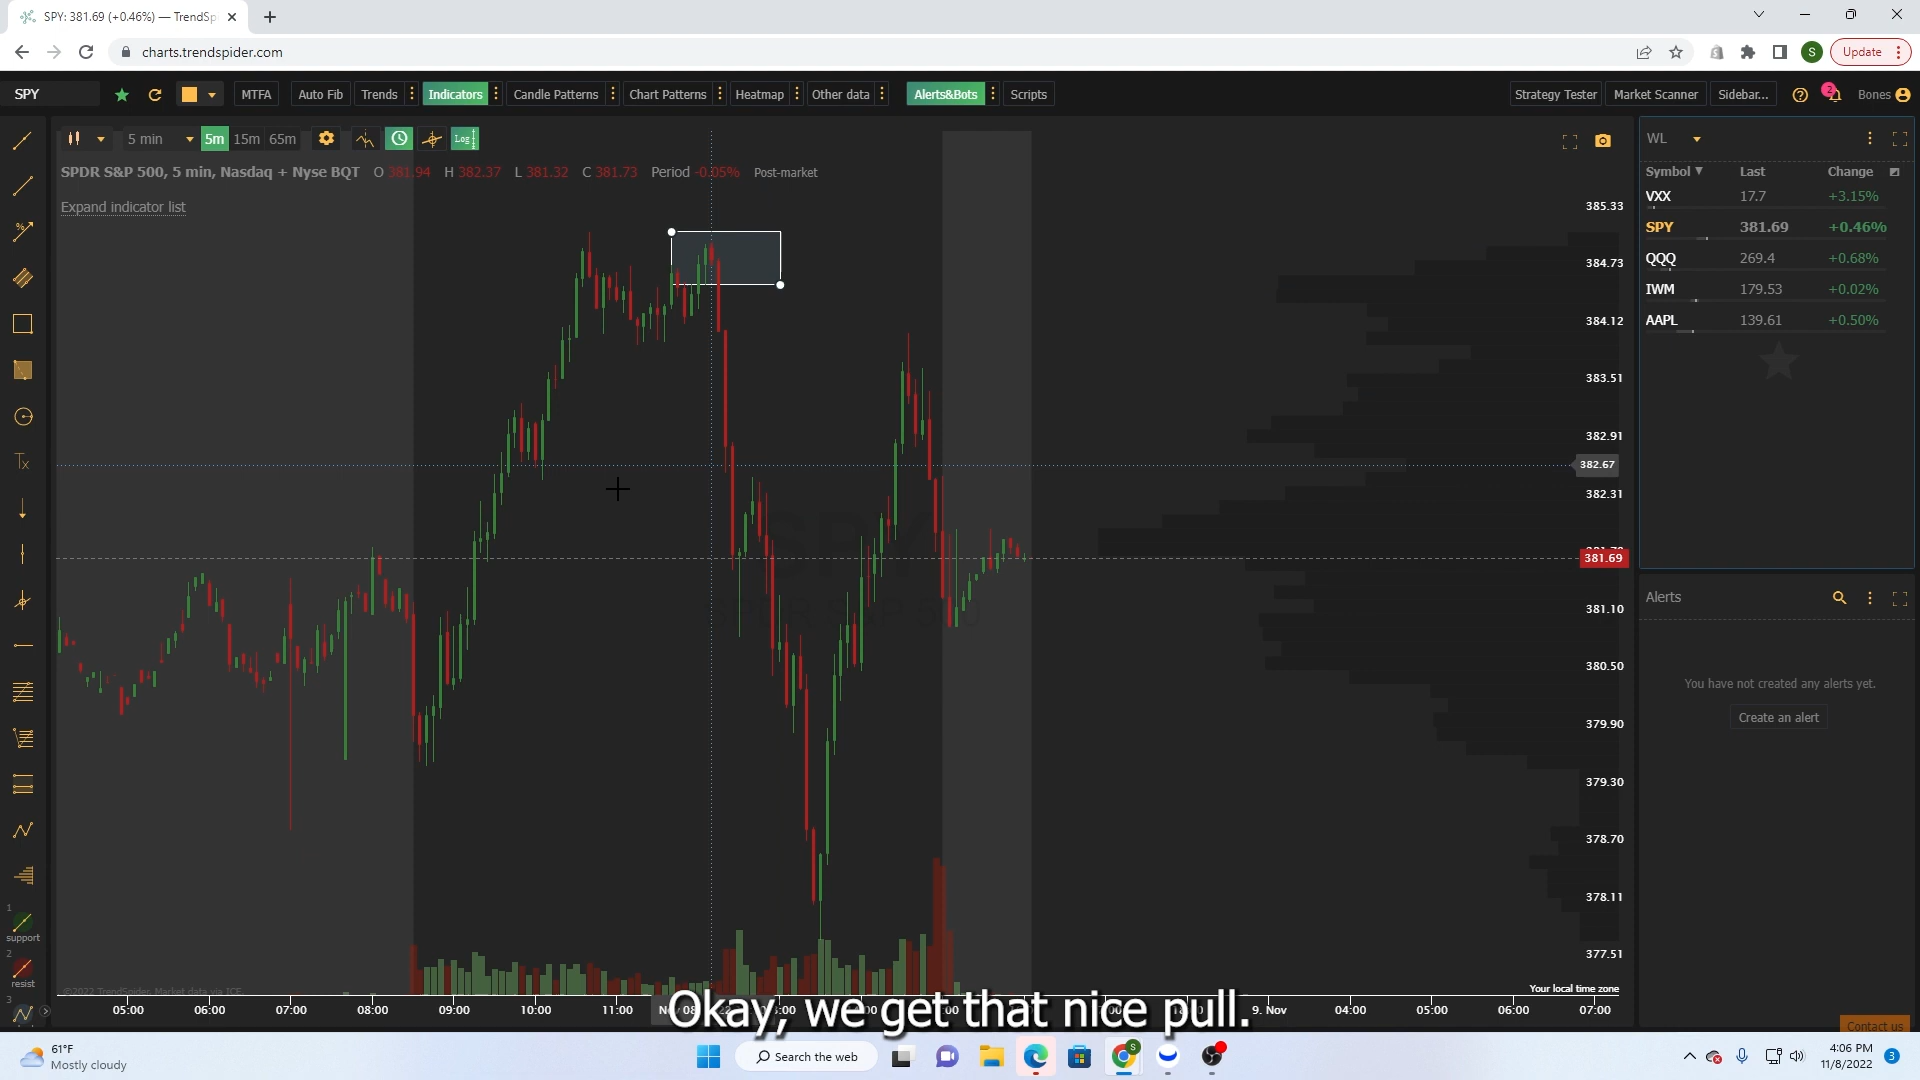 SPY: 381.69 (+0.46%) — TrendSp
charts.trendspider.com
Update
SPY
MTFA
Auto Fib
Trends
Indicators
Candle Patterns
Chart Patterns
Heatmap
Other data
Alerts&Bots
Scripts
Strategy Tester
Market Scanner
Sidebar...
2
Bones
5 min
5m
15m
65m
Log
SPDR S&P 500, 5 min, Nasdaq + Nyse BQT O 381.94 H 382.37 L 381.32 C 381.73 Period -0.05% Post-market
Expand indicator list
385.33
384.73
384.12
383.51
382.91
382.67
382.31
381.69
381.10
380.50
379.90
379.30
378.70
378.11
377.51
WL
Symbol Last Change
VXX 17.7 +3.15%
SPY 381.69 +0.46%
QQQ 269.4 +0.68%
IWM 179.53 +0.02%
AAPL 139.61 +0.50%
Alerts
You have not created any alerts yet.
Create an alert
%
Tx
1
support
2
resist
3
©2022 TrendSpider. Market data via ICE.
Your local time zone
05:00 06:00 07:00 08:00 09:00 10:00 11:00 9. Nov 04:00 05:00 06:00 07:00
Okay, we get that nice pull.
Contact us
61°F
Mostly cloudy
Search the web
S
4:06 PM
11/8/2022
3